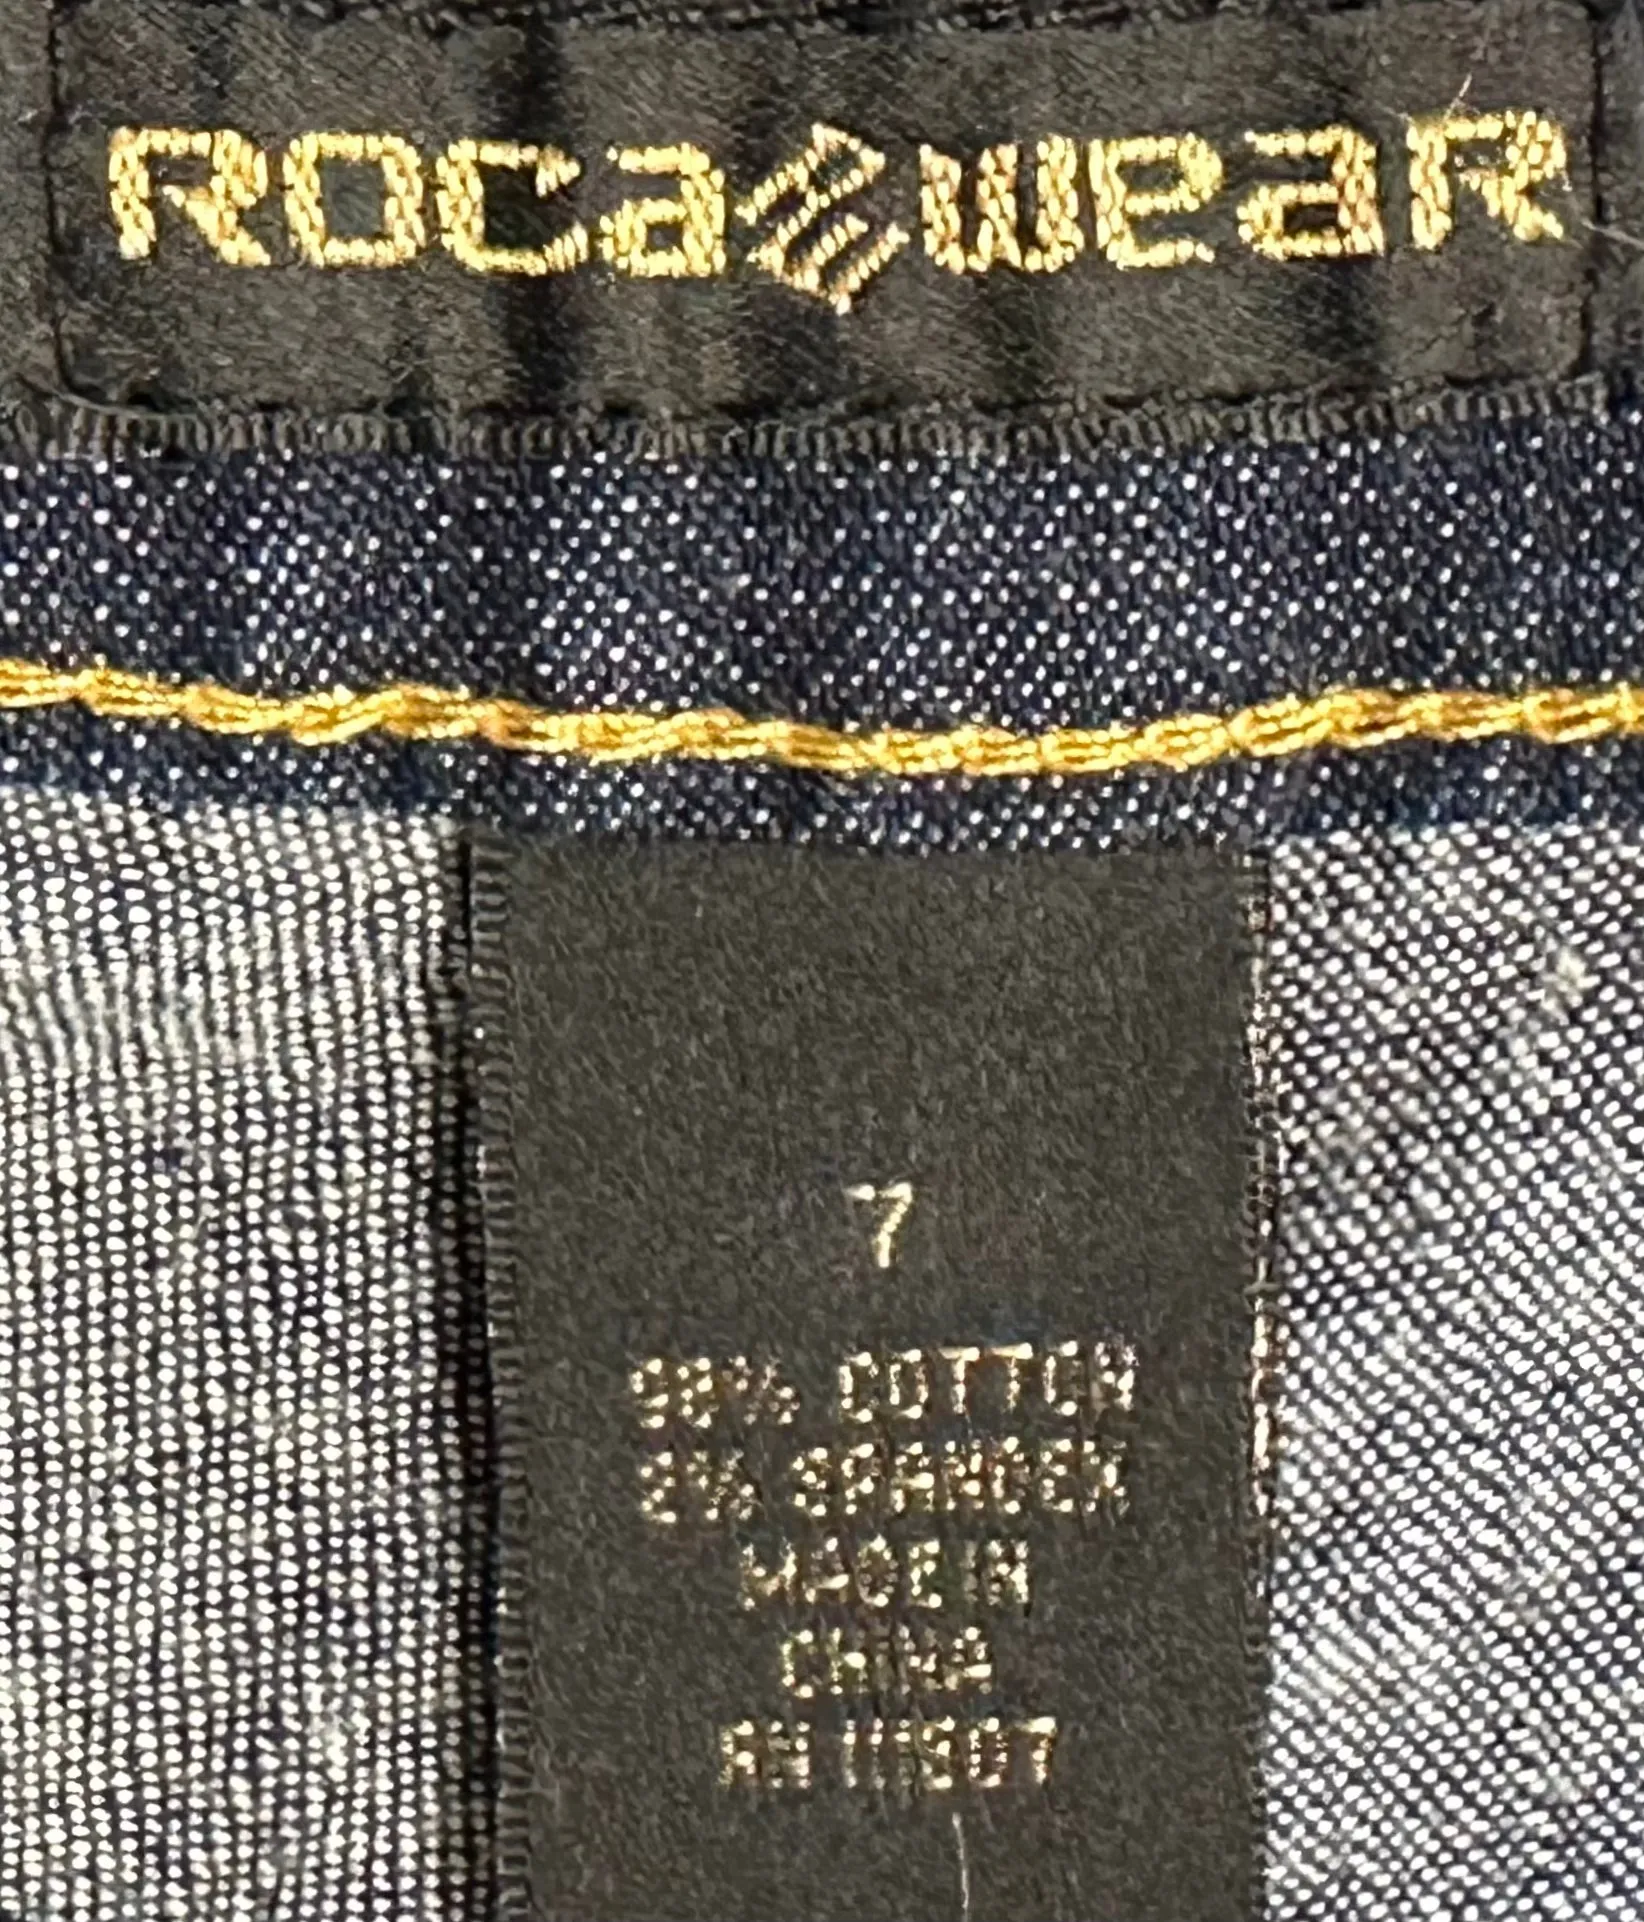 ROCAWEAR
7
98% COTTON
2% SPANDEX
MADE IN
CHINA